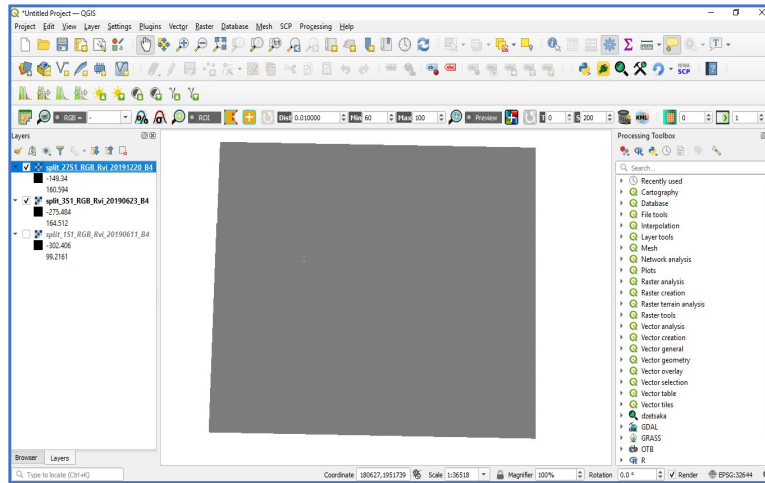 *Untitled Project — QGIS
Project Edit View Layer Settings Plugins Vector Raster Database Mesh SCP Processing Help
RGB = - ROI Dist 0.010000 Min 60 Max 100 Preview T 0 S 200 KML 0 1
Layers
split_27S1_RGB_Rvi_20191220_B4
-149.34
160.594
split_3S1_RGB_Rvi_20190623_B4
-275.484
164.512
split_1S1_RGB_Rvi_20190611_B4
-302.406
99.2161
Browser Layers
Processing Toolbox
Search...
Recently used
Cartography
Database
File tools
Interpolation
Layer tools
Mesh
Network analysis
Plots
Raster analysis
Raster creation
Raster terrain analysis
Raster tools
Vector analysis
Vector creation
Vector general
Vector geometry
Vector overlay
Vector selection
Vector table
Vector tiles
dzetsaka
GDAL
GRASS
OTB
R
Type to locate (Ctrl+K) Coordinate 180627,1951739 Scale 1:36518 Magnifier 100% Rotation 0.0 ° Render EPSG:32644